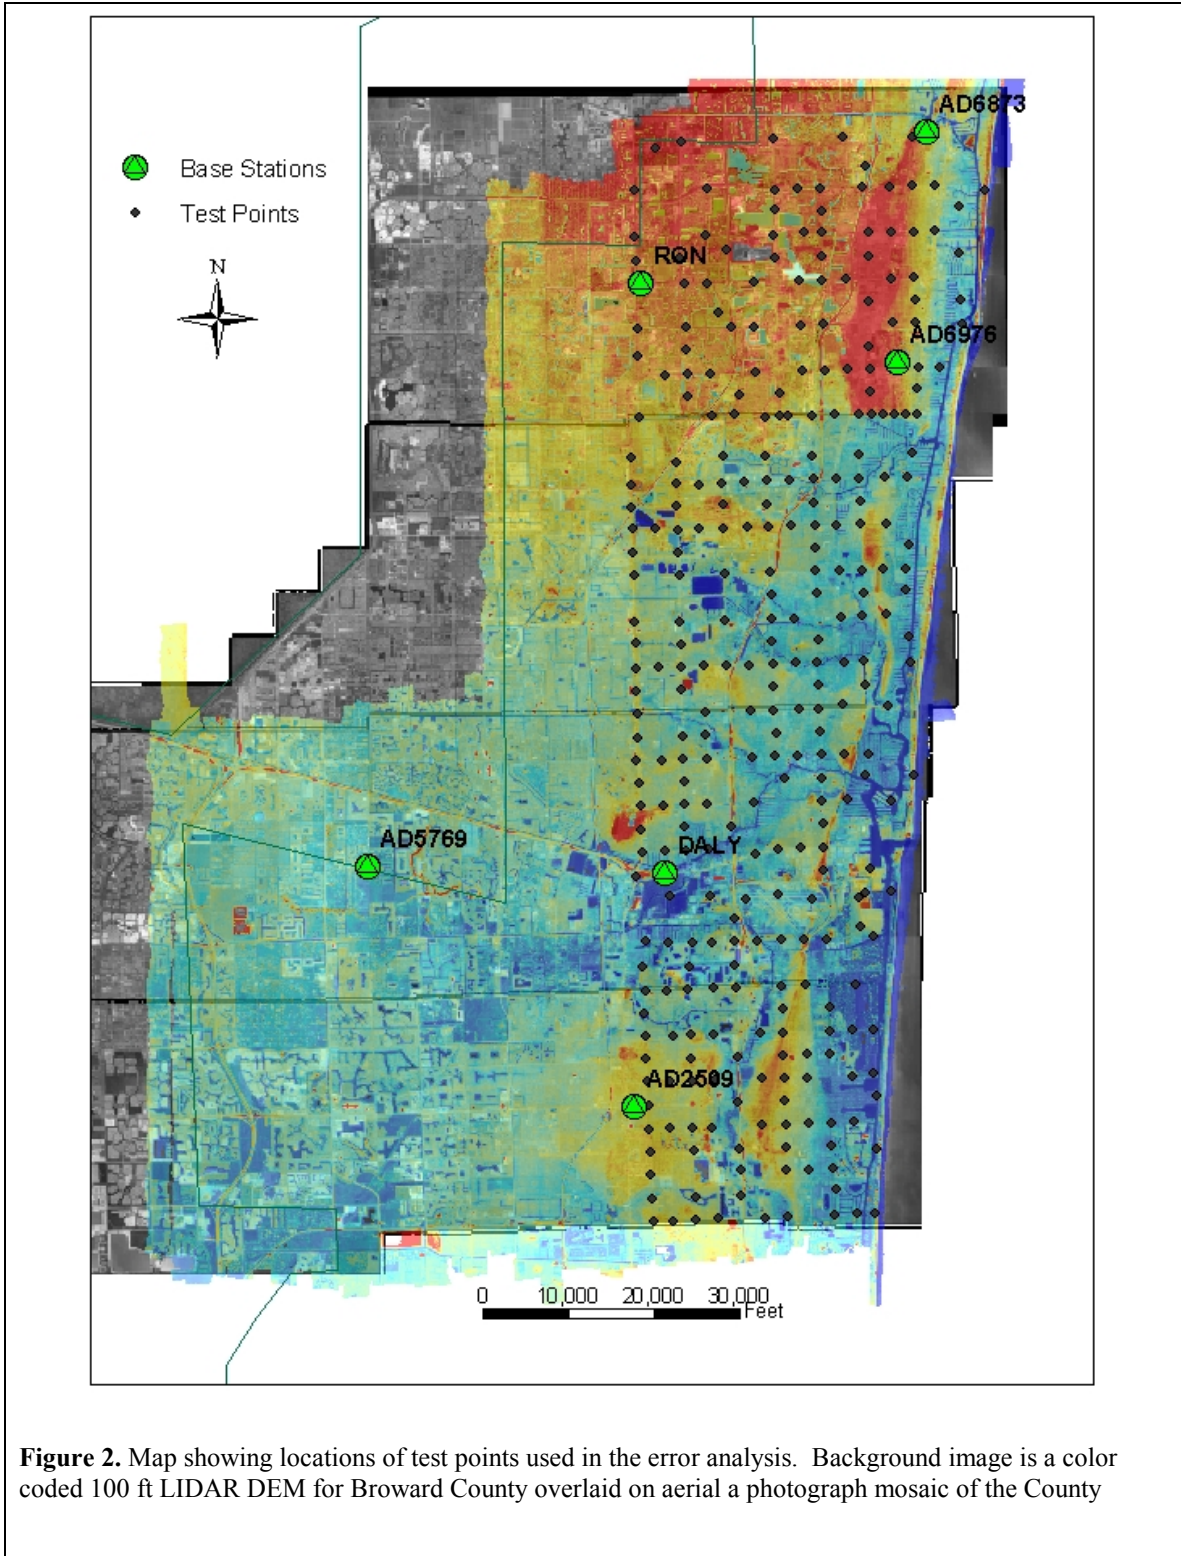 AD6873
Base Stations
Test Points
N
RON
AD6976
AD5769
DALY
AD2509
0 10,000 20,000 30,000
Feet
Figure 2. Map showing locations of test points used in the error analysis. Background image is a color
coded 100 ft LIDAR DEM for Broward County overlaid on aerial a photograph mosaic of the County